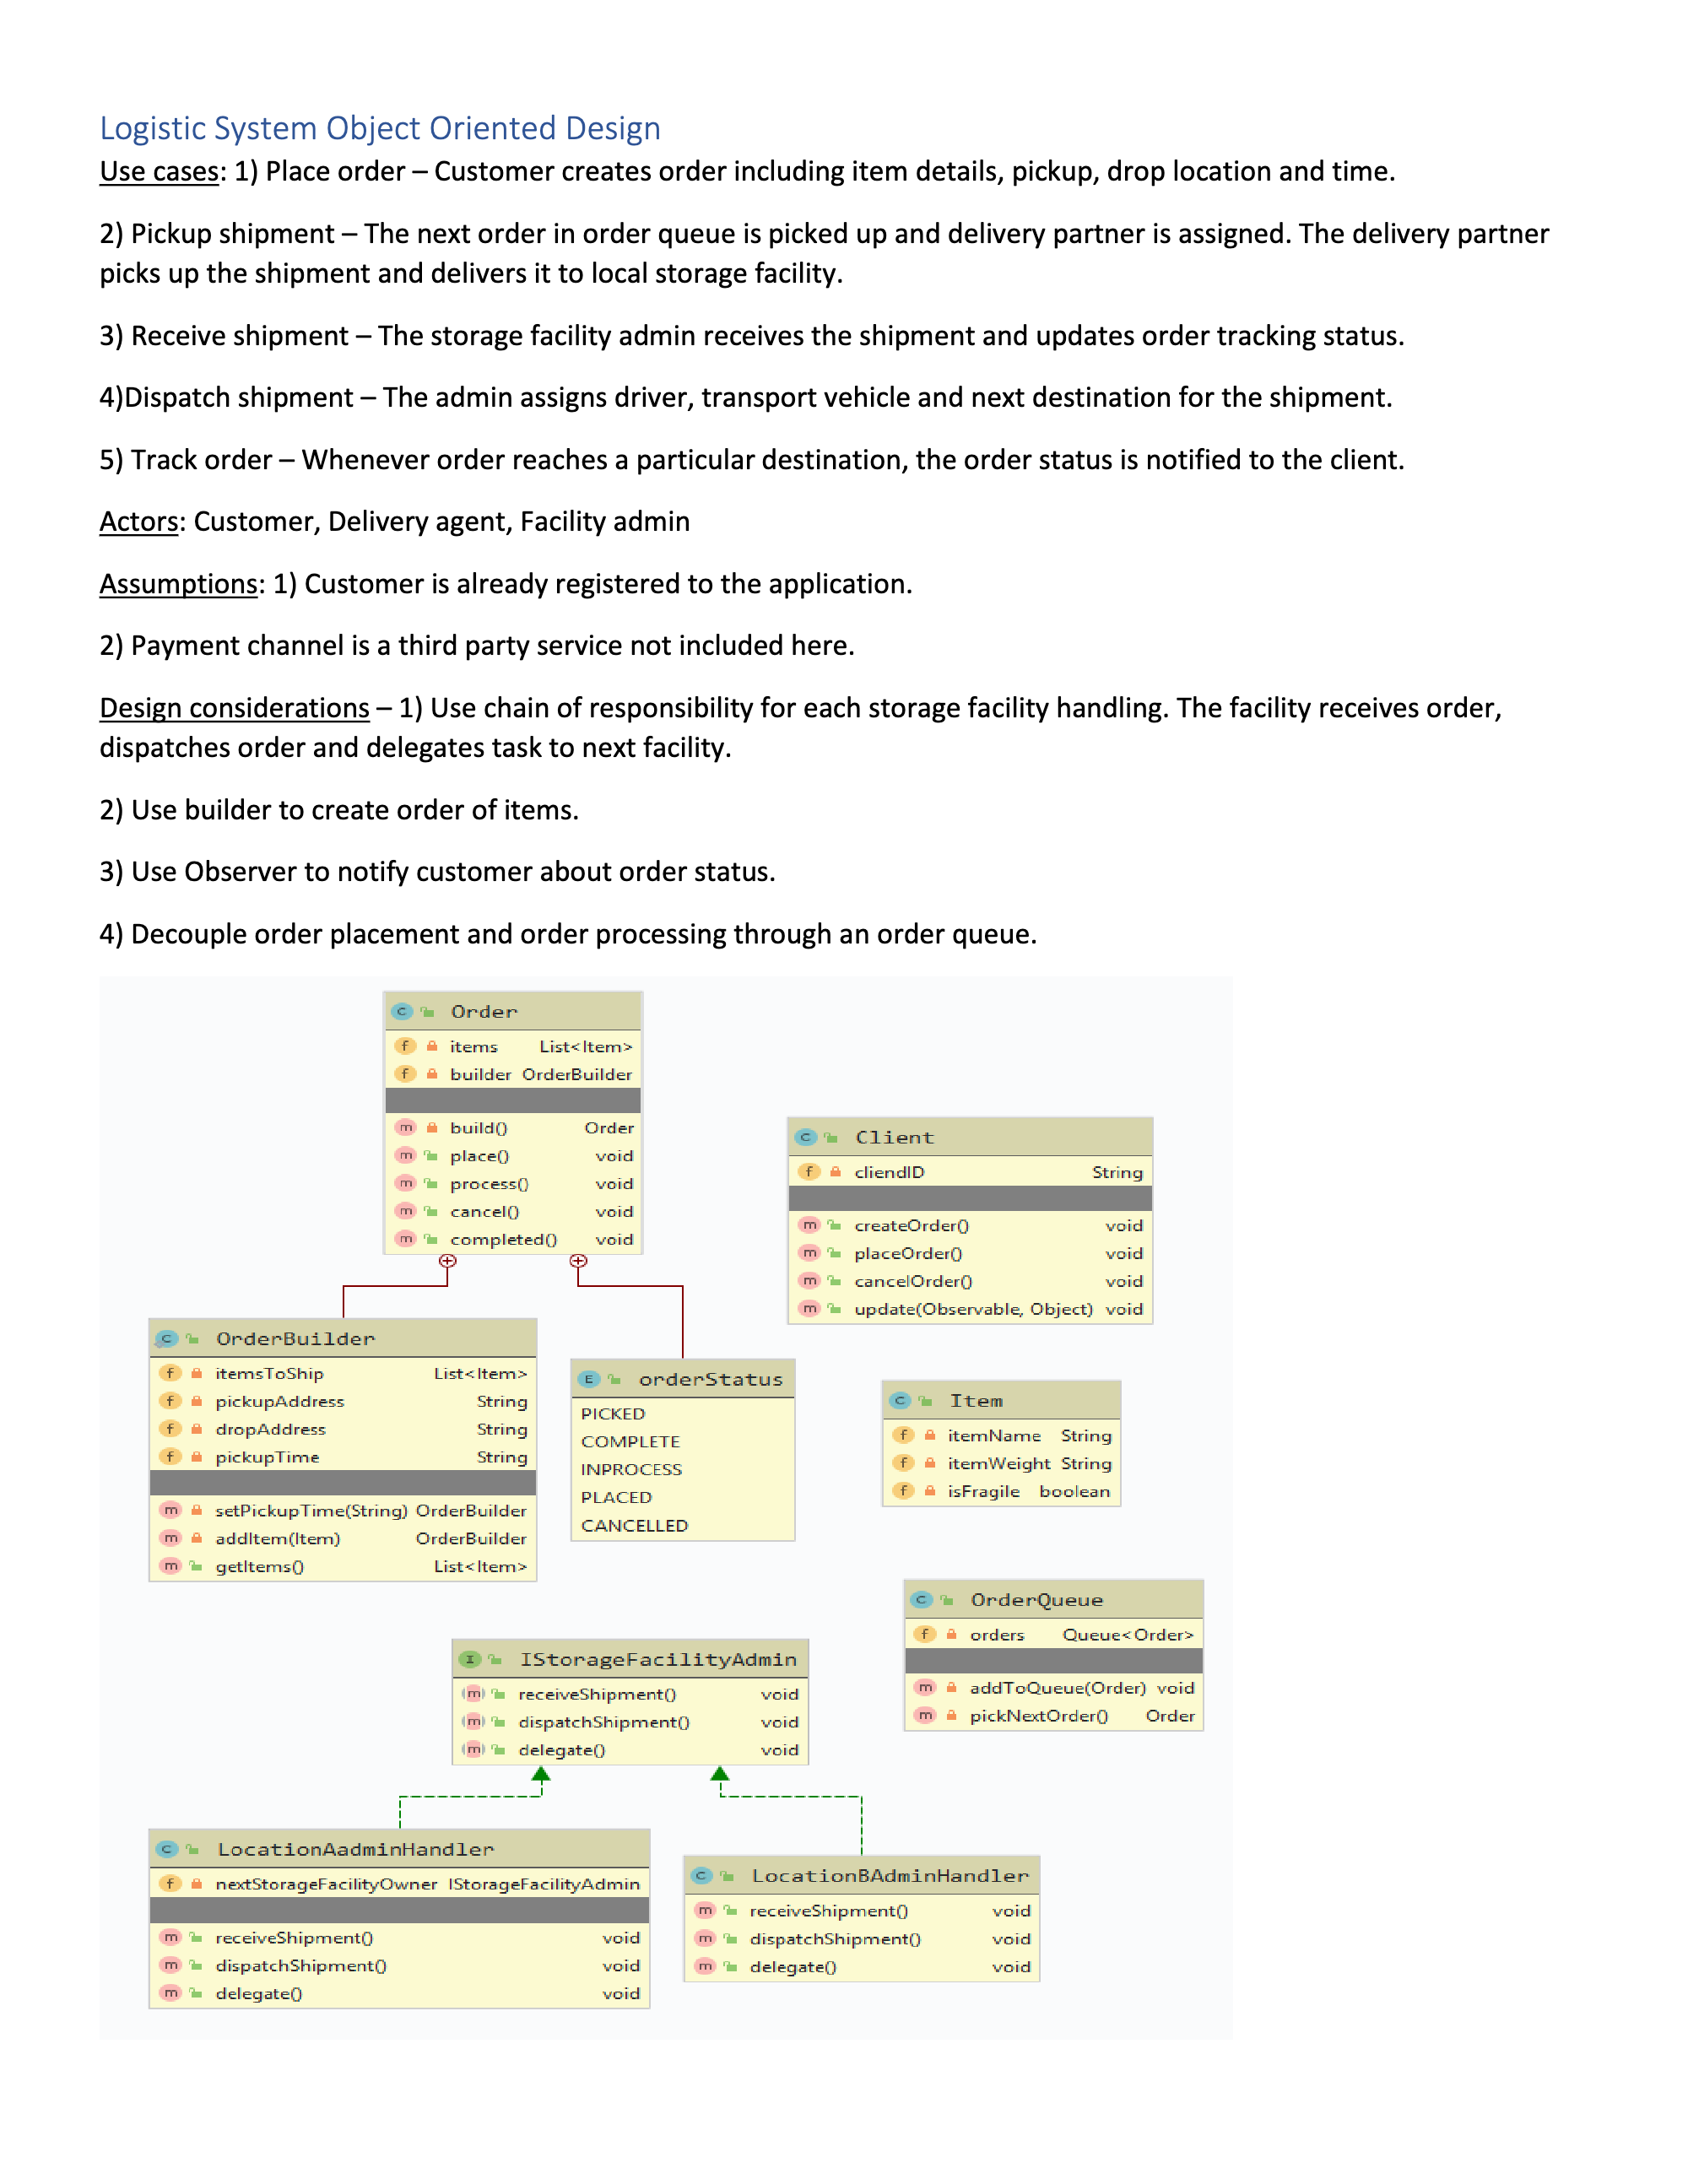 Logistic System Object Oriented Design
Use cases: 1) Place order – Customer creates order including item details, pickup, drop location and time.
2) Pickup shipment – The next order in order queue is picked up and delivery partner is assigned. The delivery partner
picks up the shipment and delivers it to local storage facility.
3) Receive shipment – The storage facility admin receives the shipment and updates order tracking status.
4)Dispatch shipment – The admin assigns driver, transport vehicle and next destination for the shipment.
5) Track order – Whenever order reaches a particular destination, the order status is notified to the client.
Actors: Customer, Delivery agent, Facility admin
Assumptions: 1) Customer is already registered to the application.
2) Payment channel is a third party service not included here.
Design considerations – 1) Use chain of responsibility for each storage facility handling. The facility receives order,
dispatches order and delegates task to next facility.
2) Use builder to create order of items.
3) Use Observer to notify customer about order status.
4) Decouple order placement and order processing through an order queue.
C Order
f items List<Item>
f builder OrderBuilder
m build() Order
m place() void
m process() void
m cancel() void
m completed() void
C Client
f cliendID String
m createOrder() void
m placeOrder() void
m cancelOrder() void
m update(Observable, Object) void
C OrderBuilder
f itemsToShip List<Item>
f pickupAddress String
f dropAddress String
f pickupTime String
m setPickupTime(String) OrderBuilder
m addItem(Item) OrderBuilder
m getItems() List<Item>
E orderStatus
PICKED
COMPLETE
INPROCESS
PLACED
CANCELLED
C Item
f itemName String
f itemWeight String
f isFragile boolean
C OrderQueue
f orders Queue<Order>
m addToQueue(Order) void
m pickNextOrder() Order
I IStorageFacilityAdmin
m receiveShipment() void
m dispatchShipment() void
m delegate() void
C LocationAadminHandler
f nextStorageFacilityOwner IStorageFacilityAdmin
m receiveShipment() void
m dispatchShipment() void
m delegate() void
C LocationBAdminHandler
m receiveShipment() void
m dispatchShipment() void
m delegate() void